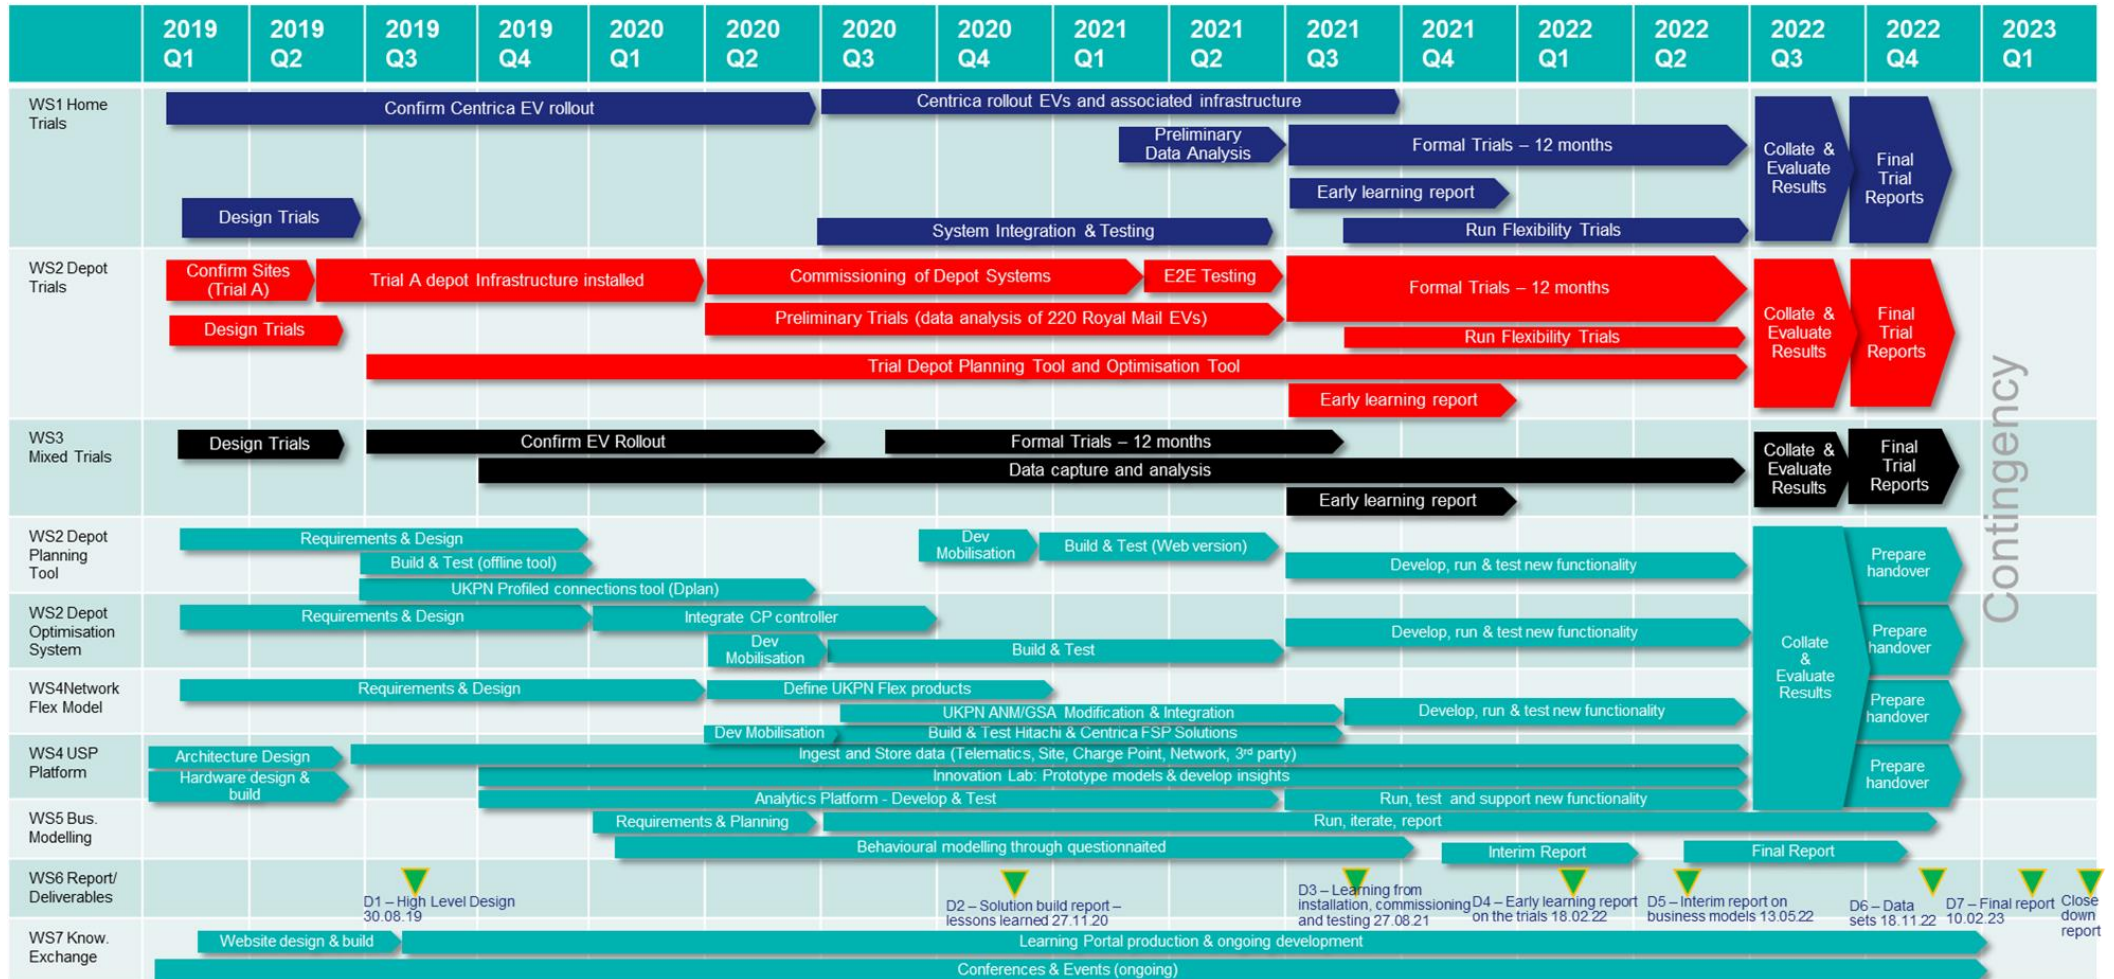 2019 Q1
2019 Q2
2019 Q3
2019 Q4
2020 Q1
2020 Q2
2020 Q3
2020 Q4
2021 Q1
2021 Q2
2021 Q3
2021 Q4
2022 Q1
2022 Q2
2022 Q3
2022 Q4
2023 Q1
WS1 Home
Trials
Confirm Centrica EV rollout
Centrica rollout EVs and associated infrastructure
Preliminary
Data Analysis
Formal Trials – 12 months
Early learning report
Design Trials
System Integration & Testing
Run Flexibility Trials
Collate &
Evaluate
Results
Final
Trial
Reports
WS2 Depot
Trials
Confirm Sites
(Trial A)
Trial A depot Infrastructure installed
Commissioning of Depot Systems
E2E Testing
Formal Trials – 12 months
Design Trials
Preliminary Trials (data analysis of 220 Royal Mail EVs)
Run Flexibility Trials
Trial Depot Planning Tool and Optimisation Tool
Early learning report
Collate &
Evaluate
Results
Final
Trial
Reports
WS3
Mixed Trials
Design Trials
Confirm EV Rollout
Formal Trials – 12 months
Data capture and analysis
Early learning report
Collate &
Evaluate
Results
Final
Trial
Reports
Contingency
WS2 Depot
Planning
Tool
Requirements & Design
Build & Test (offline tool)
UKPN Profiled connections tool (Dplan)
Dev
Mobilisation
Build & Test (Web version)
Develop, run & test new functionality
Prepare
handover
WS2 Depot
Optimisation
System
Requirements & Design
Integrate CP controller
Dev
Mobilisation
Build & Test
Develop, run & test new functionality
Collate
&
Evaluate
Results
Prepare
handover
WS4Network
Flex Model
Requirements & Design
Define UKPN Flex products
UKPN ANM/GSA Modification & Integration
Dev Mobilisation
Build & Test Hitachi & Centrica FSP Solutions
Develop, run & test new functionality
Prepare
handover
WS4 USP
Platform
Architecture Design
Hardware design &
build
Ingest and Store data (Telematics, Site, Charge Point, Network, 3rd party)
Innovation Lab: Prototype models & develop insights
Analytics Platform - Develop & Test
Run, test and support new functionality
Prepare
handover
WS5 Bus.
Modelling
Requirements & Planning
Run, iterate, report
Behavioural modelling through questionnaited
Interim Report
Final Report
WS6 Report/
Deliverables
D1 – High Level Design
30.08.19
D2 – Solution build report –
lessons learned 27.11.20
D3 – Learning from
installation, commissioning
and testing 27.08.21
D4 – Early learning report
on the trials 18.02.22
D5 – Interim report on
business models 13.05.22
D6 – Data
sets 18.11.22
D7 – Final report
10.02.23
Close
down
report
WS7 Know.
Exchange
Website design & build
Learning Portal production & ongoing development
Conferences & Events (ongoing)